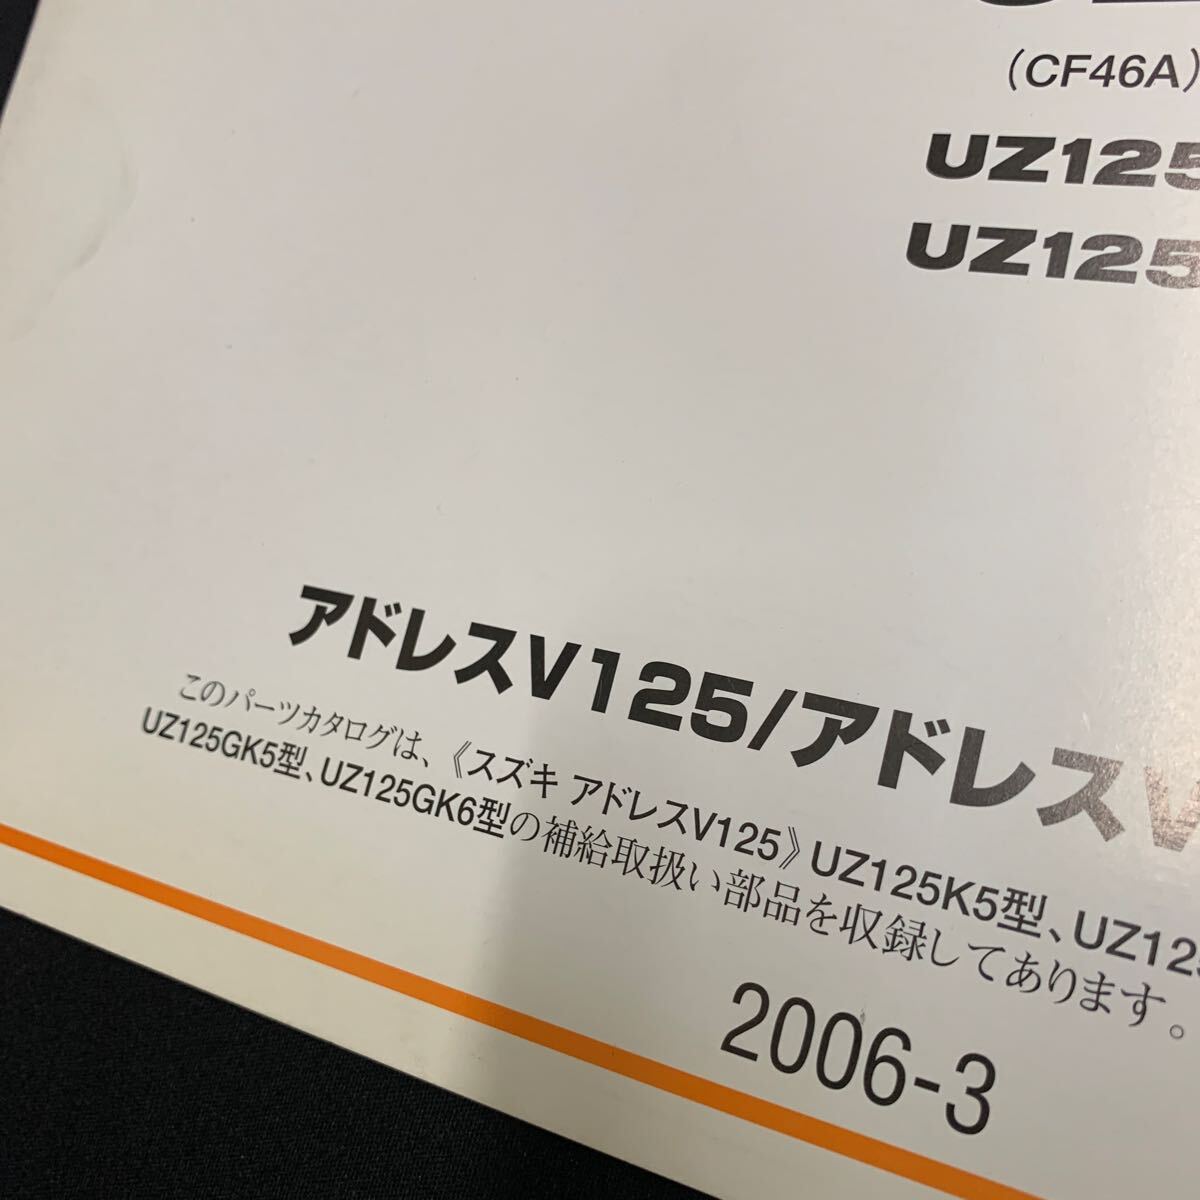 (CF46A)
UZ125
UZ125
アドレスV125/アドレスV
このパーツカタログは、《スズキ アドレスV125》UZ125K5型、UZ125
UZ125GK5型、UZ125GK6型の補給取扱い部品を収録してあります。
2006-3